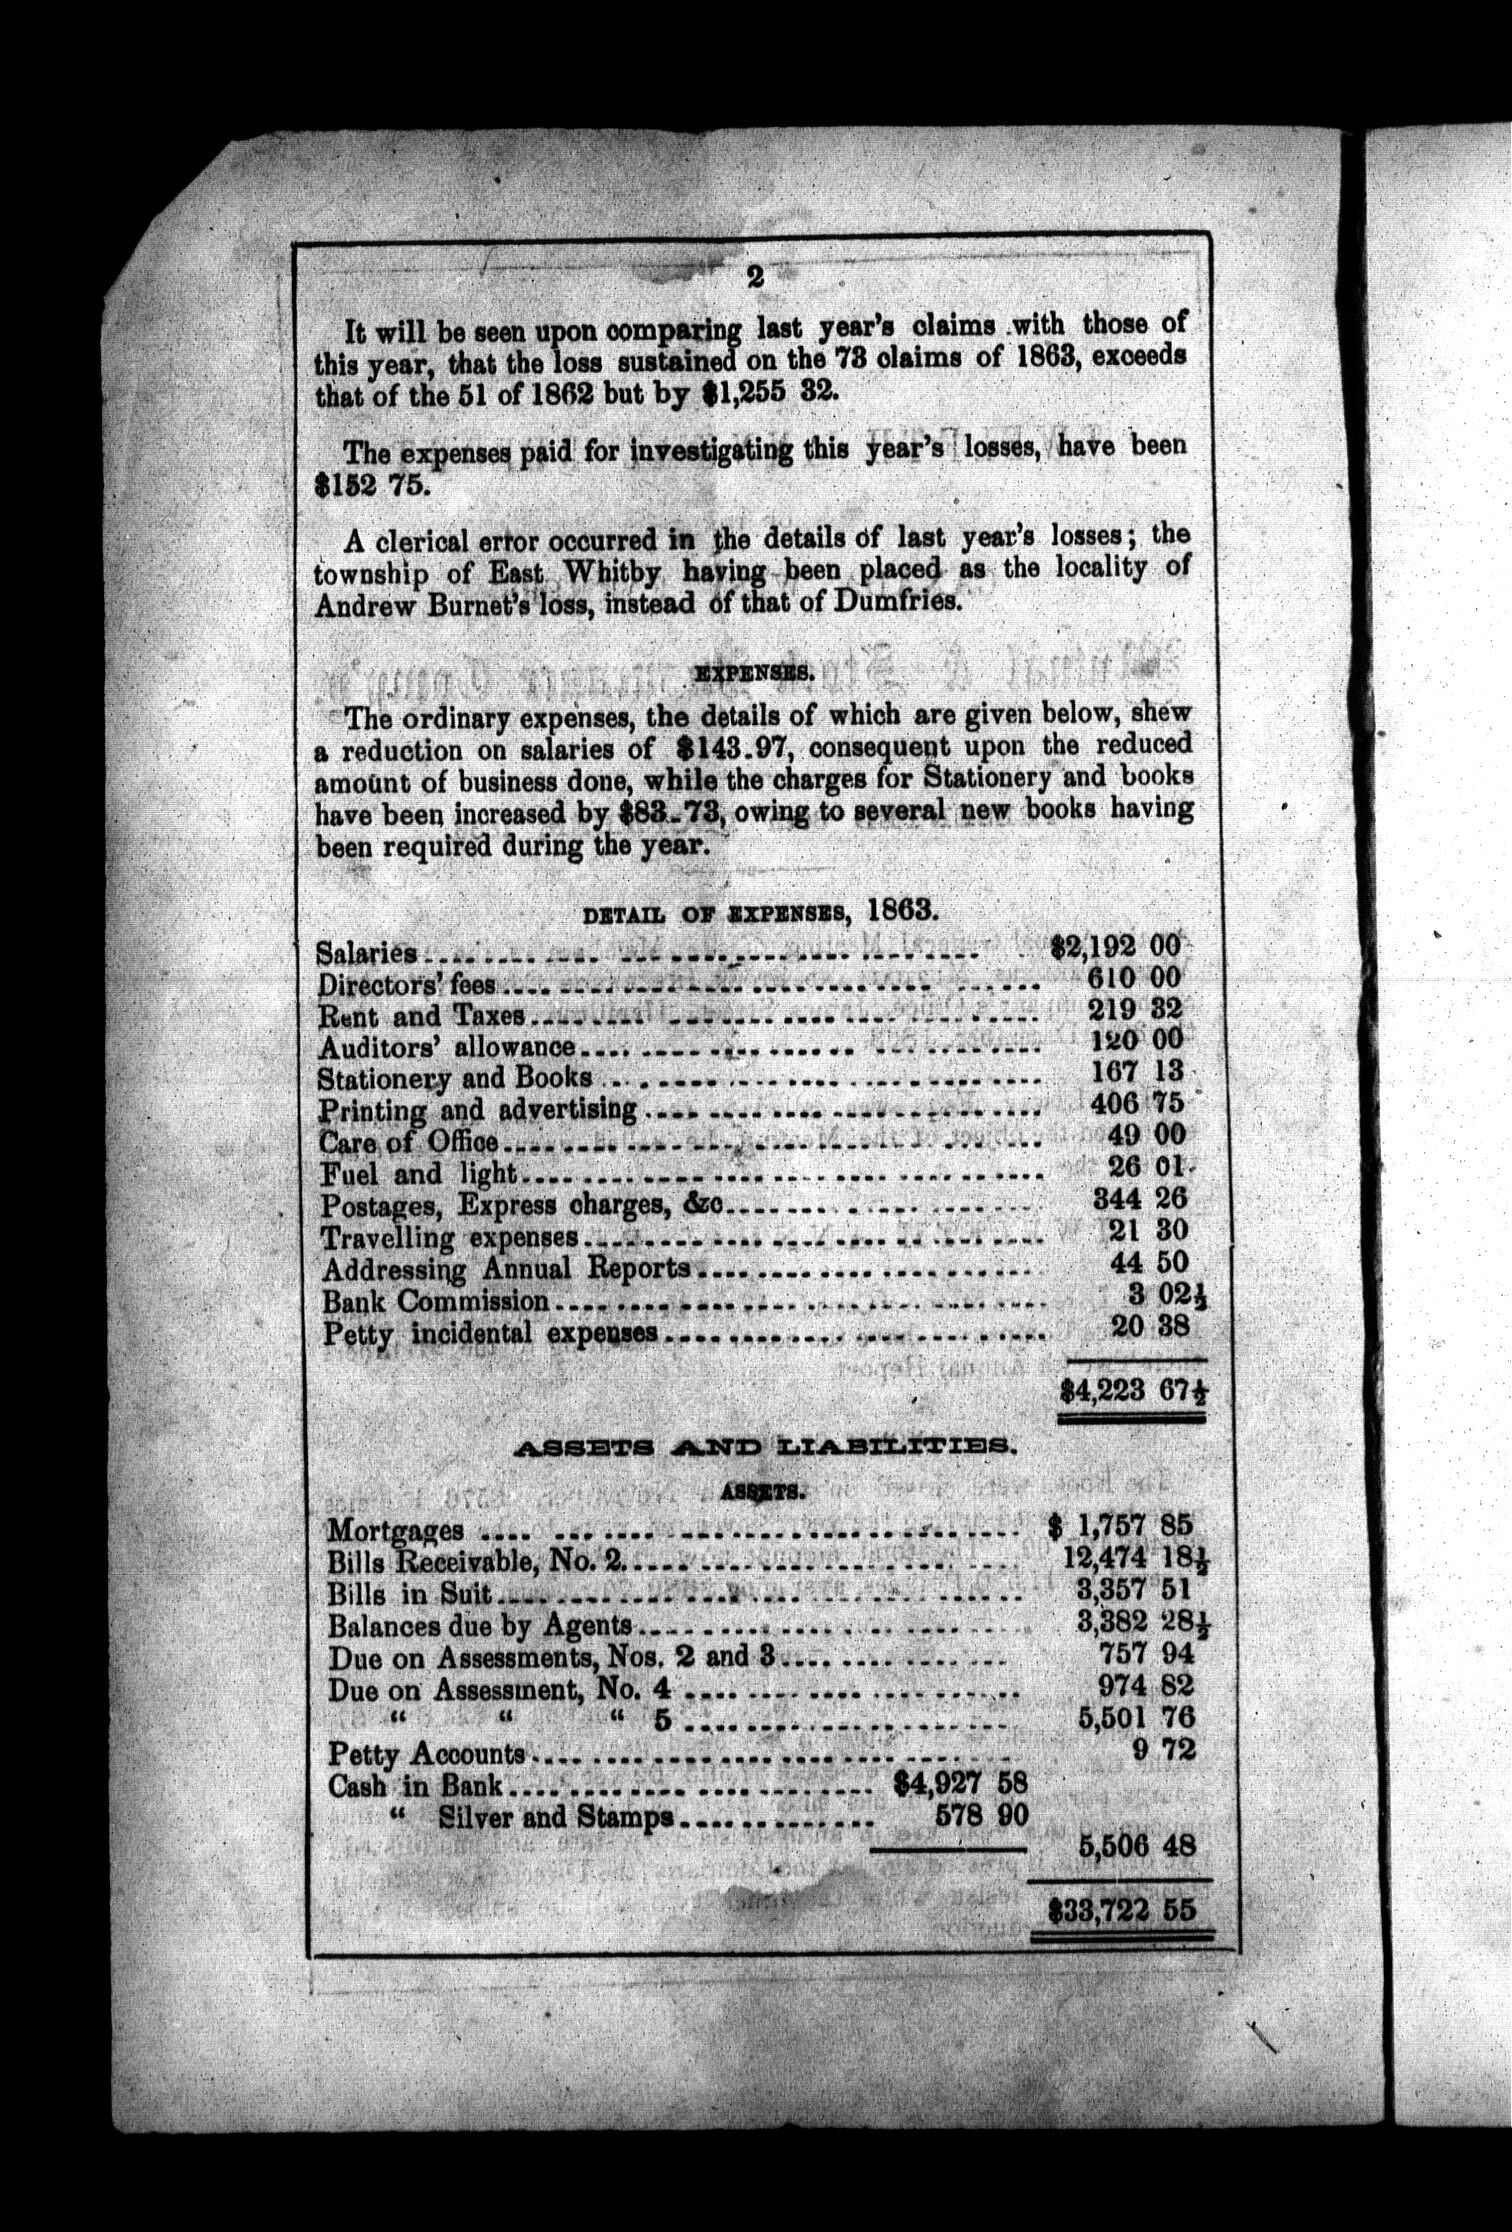 2
It will be seen upon comparing last year's claims with those of
this year, that the loss sustained on the 73 claims of 1863, exceeds
that of the 51 of 1862 but by $1,255 32.
The expenses paid for investigating this year's losses, have been
$152 75.
A clerical error occurred in the details of last year's losses; the
township of East Whitby having been placed as the locality of
Andrew Burnet's loss, instead of that of Dumfries.
EXPENSES.
The ordinary expenses, the details of which are given below, shew
a reduction on salaries of $143.97, consequent upon the reduced
amount of business done, while the charges for Stationery and books
have been increased by $83.73, owing to several new books having
been required during the year.
DETAIL OF EXPENSES, 1863.
Salaries $2,192 00
Directors' fees 610 00
Rent and Taxes 219 32
Auditors' allowance 120 00
Stationery and Books 167 13
Printing and advertising 406 75
Care of Office 49 00
Fuel and light 26 01
Postages, Express charges, &c 344 26
Travelling expenses 21 30
Addressing Annual Reports 44 50
Bank Commission 3 02½
Petty incidental expenses 20 38
$4,223 67½
ASSETS AND LIABILITIES.
ASSETS.
Mortgages $ 1,757 85
Bills Receivable, No. 2 12,474 18½
Bills in Suit 3,357 51
Balances due by Agents 3,382 28½
Due on Assessments, Nos. 2 and 3 757 94
Due on Assessment, No. 4 974 82
" " " 5 5,501 76
Petty Accounts 9 72
Cash in Bank $4,927 58
" Silver and Stamps 578 90
5,506 48
$33,722 55